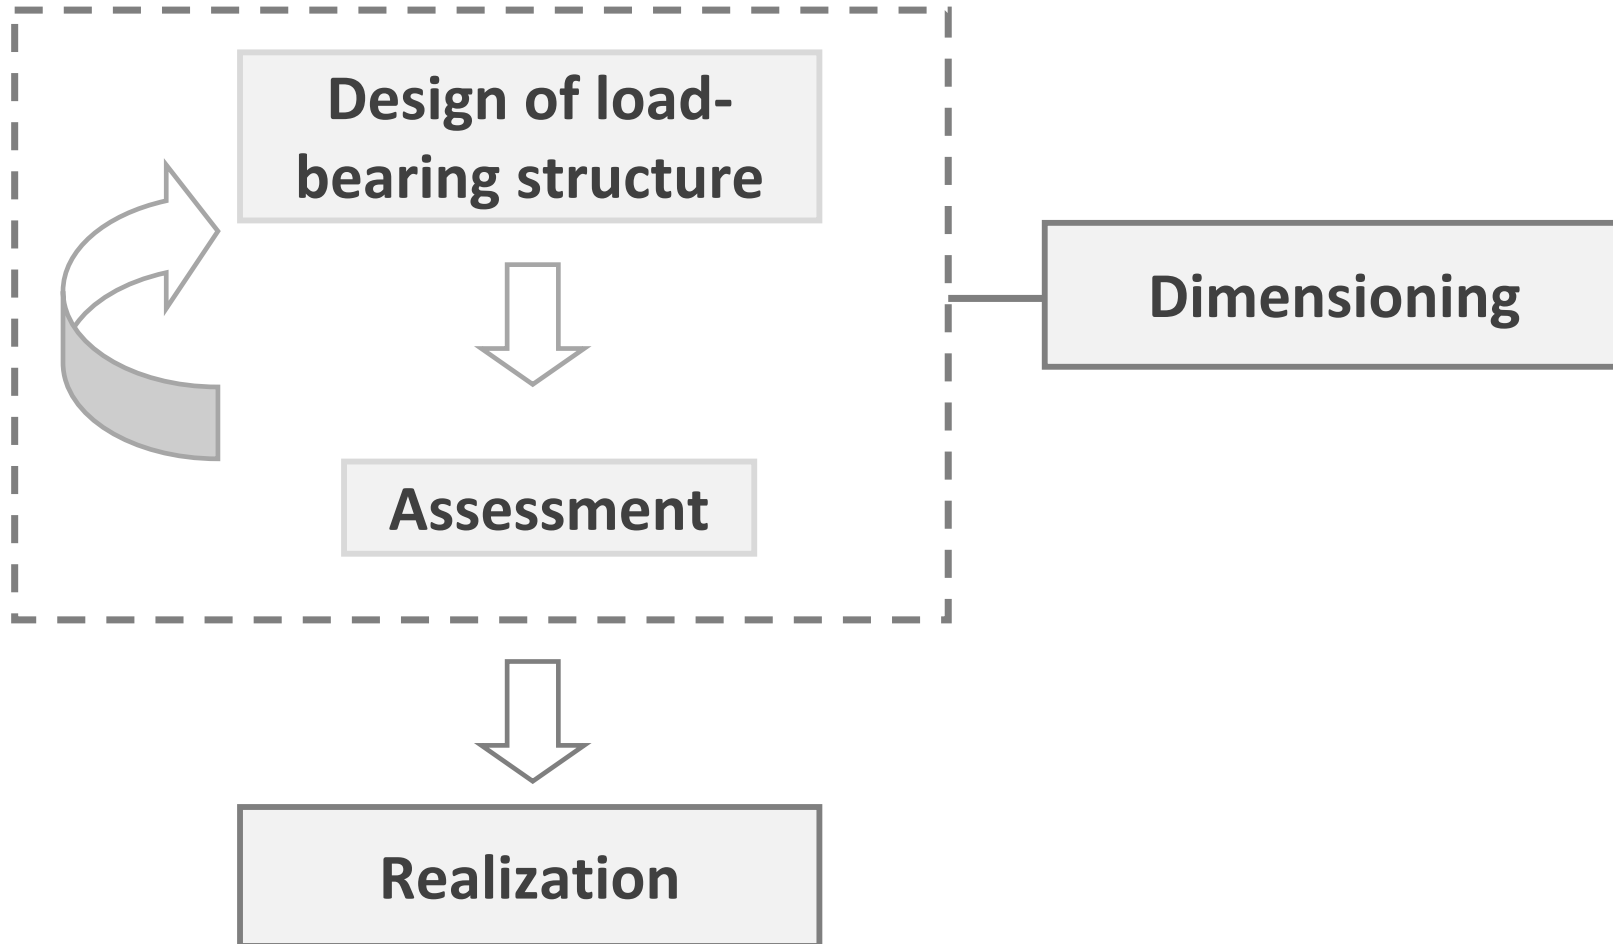 Design of load-
bearing structure
Dimensioning
Assessment
Realization